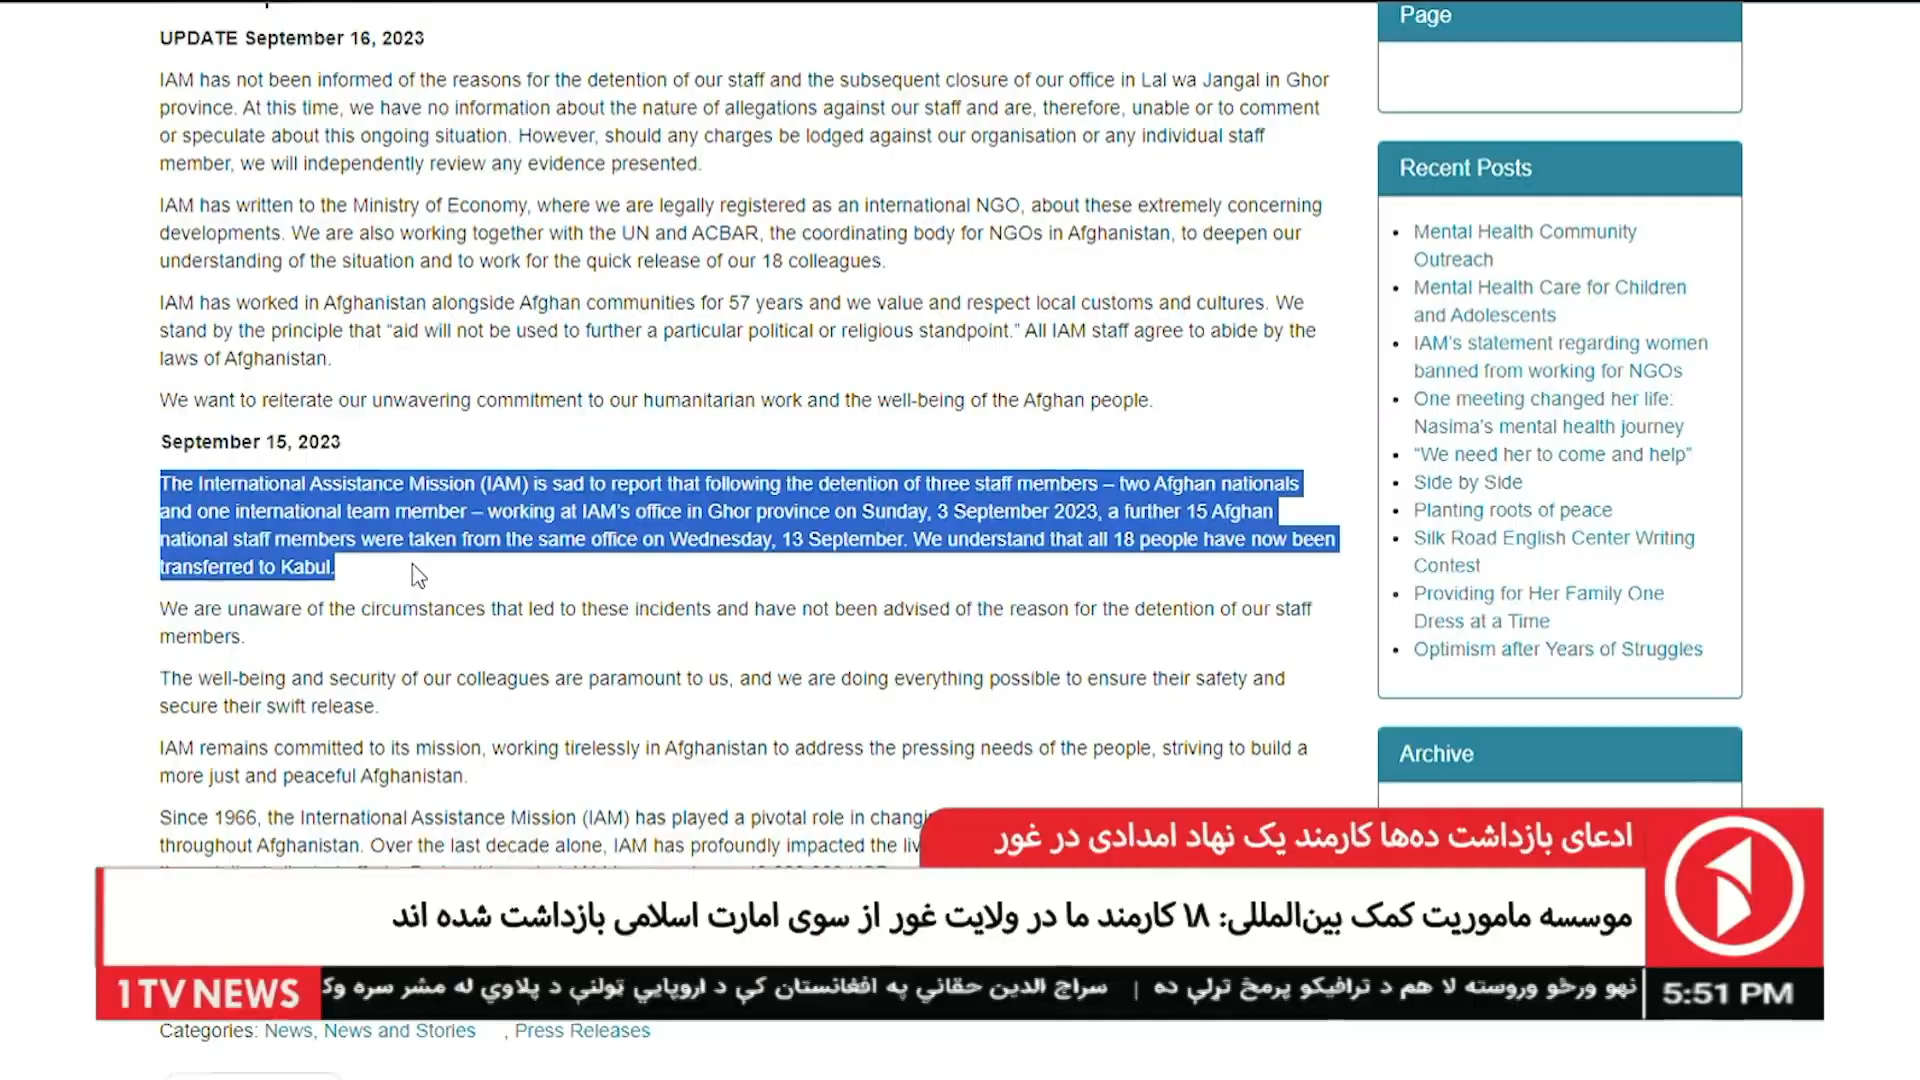 UPDATE September 16, 2023
IAM has not been informed of the reasons for the detention of our staff and the subsequent closure of our office in Lal wa Jangal in Ghor
province. At this time, we have no information about the nature of allegations against our staff and are, therefore, unable or to comment
or speculate about this ongoing situation. However, should any charges be lodged against our organisation or any individual staff
member, we will independently review any evidence presented.
IAM has written to the Ministry of Economy, where we are legally registered as an international NGO, about these extremely concerning
developments. We are also working together with the UN and ACBAR, the coordinating body for NGOs in Afghanistan, to deepen our
understanding of the situation and to work for the quick release of our 18 colleagues.
IAM has worked in Afghanistan alongside Afghan communities for 57 years and we value and respect local customs and cultures. We
stand by the principle that “aid will not be used to further a particular political or religious standpoint.” All IAM staff agree to abide by the
laws of Afghanistan.
We want to reiterate our unwavering commitment to our humanitarian work and the well-being of the Afghan people.
September 15, 2023
The International Assistance Mission (IAM) is sad to report that following the detention of three staff members – two Afghan nationals
and one international team member – working at IAM’s office in Ghor province on Sunday, 3 September 2023, a further 15 Afghan
national staff members were taken from the same office on Wednesday, 13 September. We understand that all 18 people have now been
transferred to Kabul.
We are unaware of the circumstances that led to these incidents and have not been advised of the reason for the detention of our staff
members.
The well-being and security of our colleagues are paramount to us, and we are doing everything possible to ensure their safety and
secure their swift release.
IAM remains committed to its mission, working tirelessly in Afghanistan to address the pressing needs of the people, striving to build a
more just and peaceful Afghanistan.
Since 1966, the International Assistance Mission (IAM) has played a pivotal role in changi
throughout Afghanistan. Over the last decade alone, IAM has profoundly impacted the liv
Categories: News, News and Stories , Press Releases
Page
Recent Posts
Mental Health Community
Outreach
Mental Health Care for Children
and Adolescents
IAM’s statement regarding women
banned from working for NGOs
One meeting changed her life:
Nasima’s mental health journey
“We need her to come and help”
Side by Side
Planting roots of peace
Silk Road English Center Writing
Contest
Providing for Her Family One
Dress at a Time
Optimism after Years of Struggles
Archive
ادعای بازداشت ده‌ها کارمند یک نهاد امدادی در غور
موسسه ماموریت کمک بین‌المللی: ۱۸ کارمند ما در ولایت غور از سوی امارت اسلامی بازداشت شده اند
1TV NEWS
نهو ورځو وروسته لا هم د ترافیکو پرمخ تړلې ده | سراج الدین حقاني په افغانستان کې د اروپایي ټولنې د پلاوي له مشر سره وک
5:51 PM